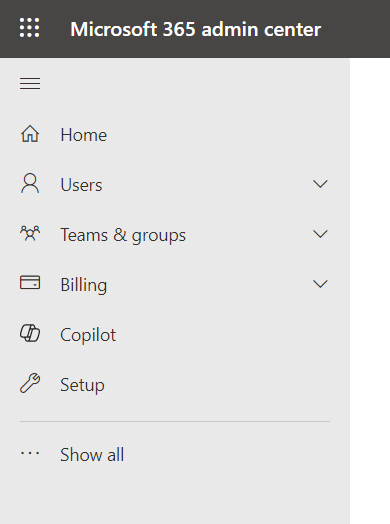 Microsoft 365 admin center
Home
Users
Teams & groups
Billing
Copilot
Setup
Show all